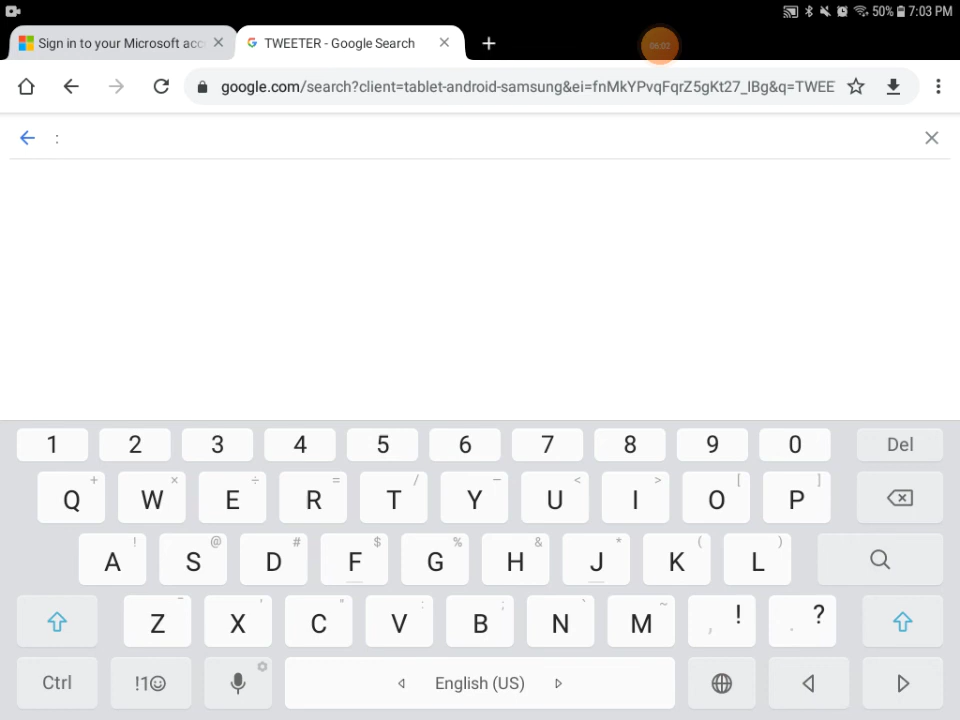 50% 7:03 PM
Sign in to your Microsoft acc
TWEETER - Google Search
06:02
google.com/search?client=tablet-android-samsung&ei=fnMkYPvqFqrZ5gKt27_IBg&q=TWEE
:
1 2 3 4 5 6 7 8 9 0 Del
+ × ÷ = / – < > [ ]
Q W E R T Y U I O P
! @ # $ % & * ( )
A S D F G H J K L
- ' " : ; ` ~
Z X C V B N M , ! . ?
Ctrl !1☺ English (US)